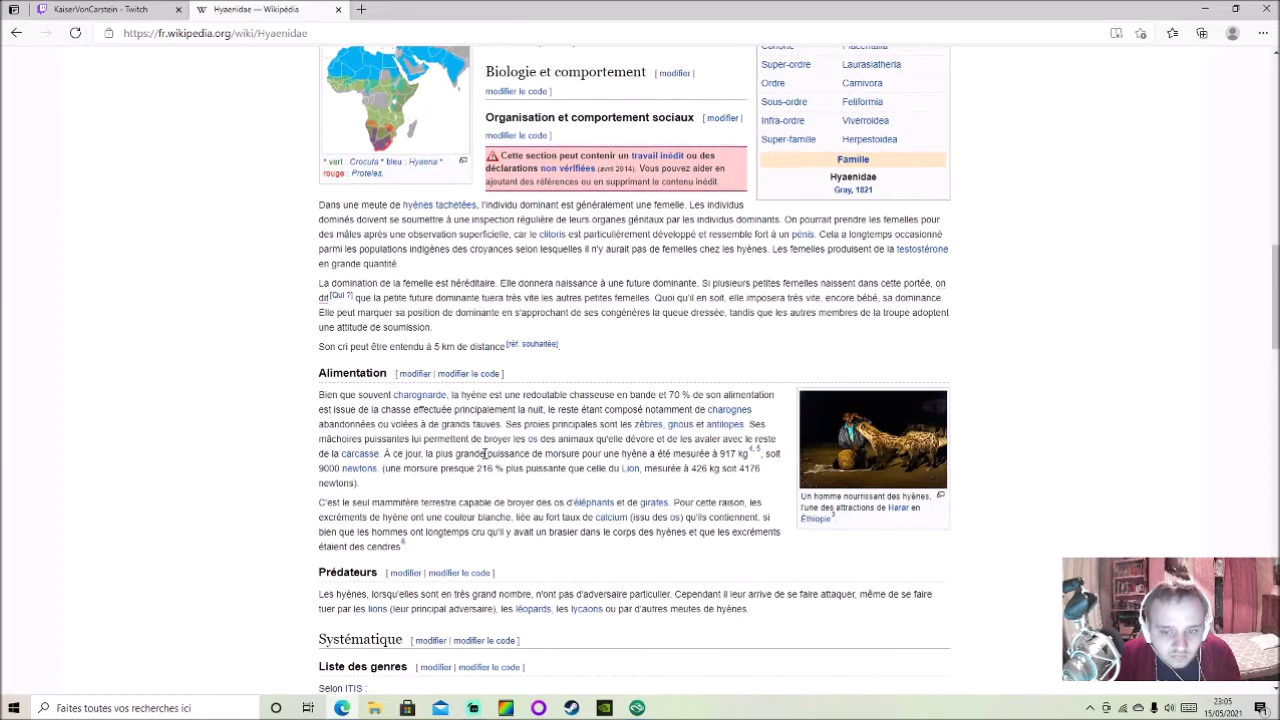 KaiserVonCarstein - Twitch
Hyaenidae — Wikipédia
https://fr.wikipedia.org/wiki/Hyaenidae
* vert : Crocuta * bleu : Hyaena *
rouge : Proteles.
Biologie et comportement [ modifier |
modifier le code ]
Organisation et comportement sociaux [ modifier |
modifier le code ]
Cette section peut contenir un travail inédit ou des
déclarations non vérifiées (avril 2014). Vous pouvez aider en
ajoutant des références ou en supprimant le contenu inédit.
Cohorte Placentalia
Super-ordre Laurasiatheria
Ordre Carnivora
Sous-ordre Feliformia
Infra-ordre Viverroidea
Super-famille Herpestoidea
Famille
Hyaenidae
Gray, 1821
Dans une meute de hyènes tachetées, l'individu dominant est généralement une femelle. Les individus
dominés doivent se soumettre à une inspection régulière de leurs organes génitaux par les individus dominants. On pourrait prendre les femelles pour
des mâles après une observation superficielle, car le clitoris est particulièrement développé et ressemble fort à un pénis. Cela a longtemps occasionné
parmi les populations indigènes des croyances selon lesquelles il n'y aurait pas de femelles chez les hyènes. Les femelles produisent de la testostérone
en grande quantité.
La domination de la femelle est héréditaire. Elle donnera naissance à une future dominante. Si plusieurs petites femelles naissent dans cette portée, on
dit[Qui ?] que la petite future dominante tuera très vite les autres petites femelles. Quoi qu'il en soit, elle imposera très vite, encore bébé, sa dominance.
Elle peut marquer sa position de dominante en s'approchant de ses congénères la queue dressée, tandis que les autres membres de la troupe adoptent
une attitude de soumission.
Son cri peut être entendu à 5 km de distance[réf. souhaitée].
Alimentation [ modifier | modifier le code ]
Bien que souvent charognarde, la hyène est une redoutable chasseuse en bande et 70 % de son alimentation
est issue de la chasse effectuée principalement la nuit, le reste étant composé notamment de charognes
abandonnées ou volées à de grands fauves. Ses proies principales sont les zèbres, gnous et antilopes. Ses
mâchoires puissantes lui permettent de broyer les os des animaux qu'elle dévore et de les avaler avec le reste
de la carcasse. À ce jour, la plus grande puissance de morsure pour une hyène a été mesurée à 917 kg4, 5, soit
9000 newtons. (une morsure presque 216 % plus puissante que celle du Lion, mesurée à 426 kg soit 4176
newtons).
C'est le seul mammifère terrestre capable de broyer des os d'éléphants et de girafes. Pour cette raison, les
excréments de hyène ont une couleur blanche, liée au fort taux de calcium (issu des os) qu'ils contiennent, si
bien que les hommes ont longtemps cru qu'il y avait un brasier dans le corps des hyènes et que les excréments
étaient des cendres6.
Un homme nourrissant des hyènes,
l'une des attractions de Harar en
Éthiopie3
Prédateurs [ modifier | modifier le code ]
Les hyènes, lorsqu'elles sont en très grand nombre, n'ont pas d'adversaire particulier. Cependant il leur arrive de se faire attaquer, même de se faire
tuer par les lions (leur principal adversaire), les léopards, les lycaons ou par d'autres meutes de hyènes.
Systématique [ modifier | modifier le code ]
Liste des genres [ modifier | modifier le code ]
Selon ITIS :
Faites toutes vos recherches ici
23:05
15/05/2021